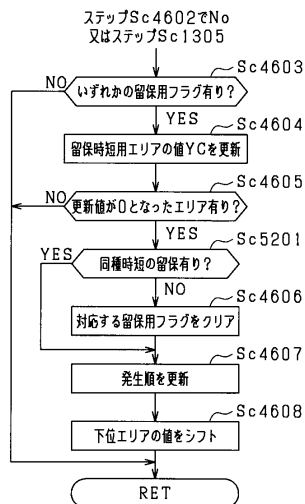 ステップSc4602でNo
又はステップSc1305
Sc4603
NO
いずれかの留保用フラグ有り?
YES
Sc4604
留保時短用エリアの値YCを更新
Sc4605
NO
更新値が0となったエリア有り?
YES
Sc5201
YES
同種時短の留保有り?
NO
Sc4606
対応する留保用フラグをクリア
Sc4607
発生順を更新
Sc4608
下位エリアの値をシフト
RET